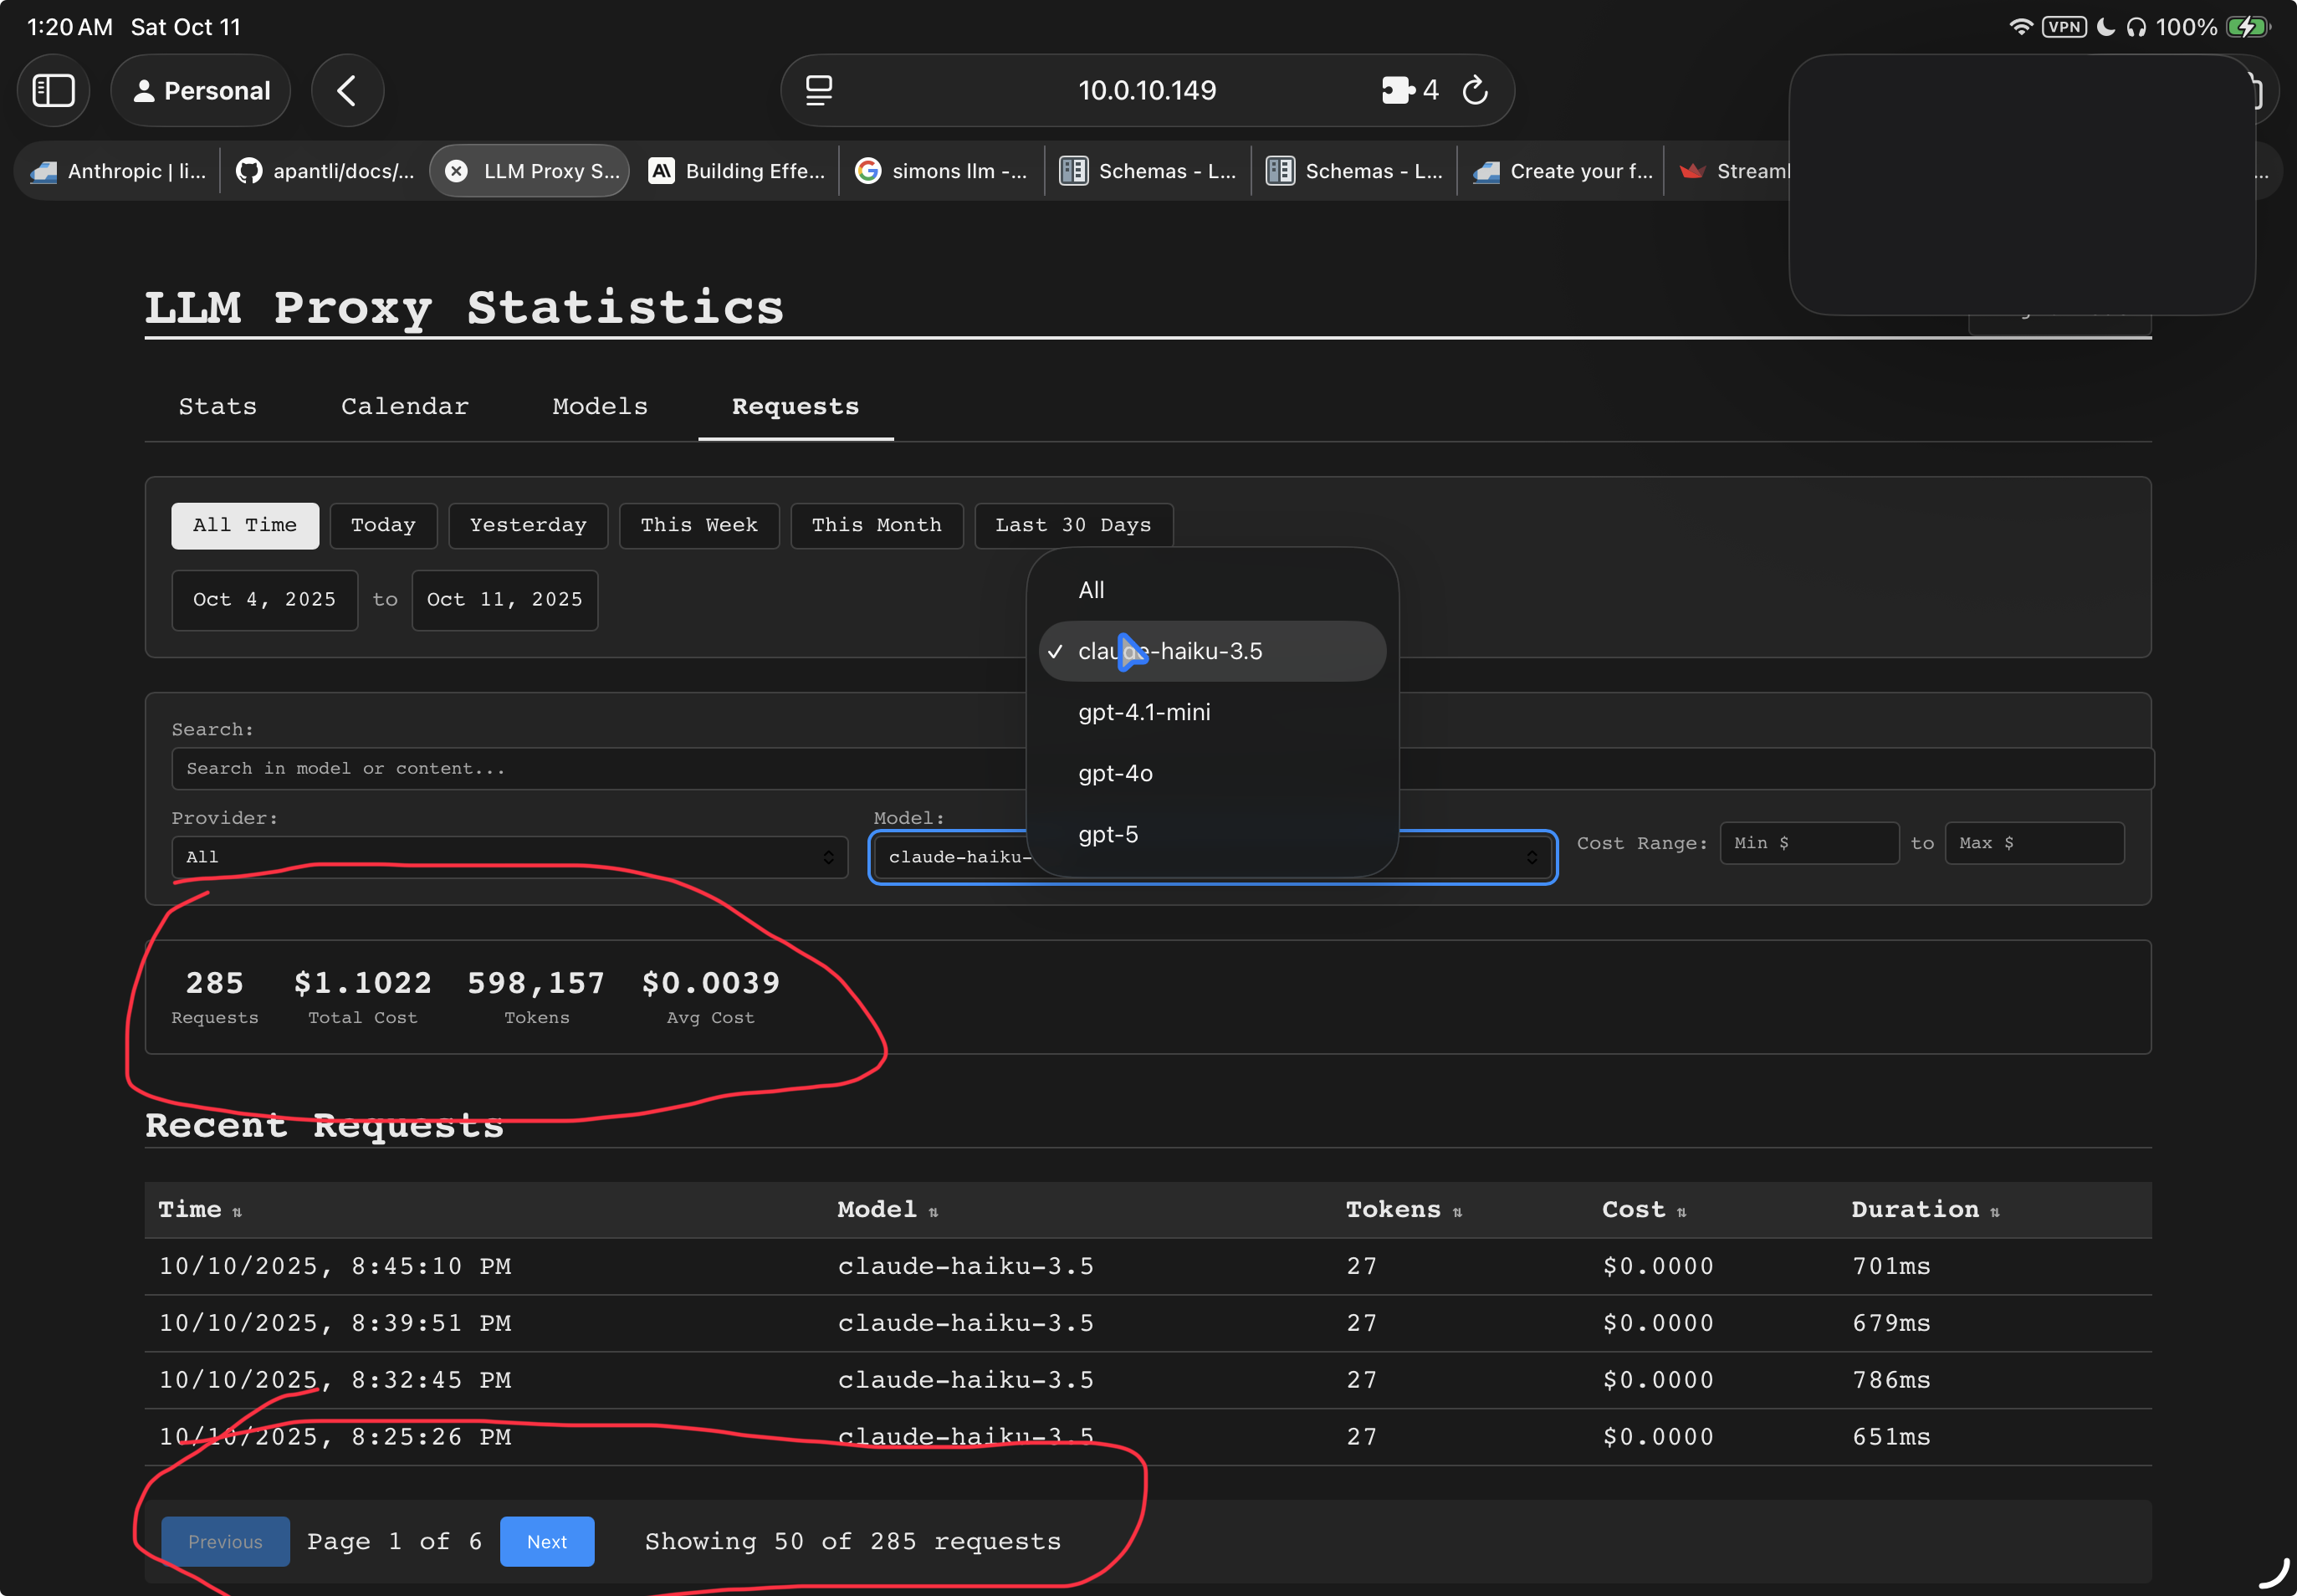 1:20 AM Sat Oct 11
VPN 100%
Personal
10.0.10.149
4
Anthropic | li...
apantli/docs/...
LLM Proxy S...
Building Effe...
simons llm -...
Schemas - L...
Schemas - L...
Create your f...
Streaml
...
LLM Proxy Statistics
Stats Calendar Models Requests
All Time Today Yesterday This Week This Month Last 30 Days
Oct 4, 2025 to Oct 11, 2025
All
✓ claude-haiku-3.5
gpt-4.1-mini
gpt-4o
gpt-5
Search:
Search in model or content...
Provider: Model:
All claude-haiku- Cost Range: Min $ to Max $
285 $1.1022 598,157 $0.0039
Requests Total Cost Tokens Avg Cost
Recent Requests
Time Model Tokens Cost Duration
10/10/2025, 8:45:10 PM claude-haiku-3.5 27 $0.0000 701ms
10/10/2025, 8:39:51 PM claude-haiku-3.5 27 $0.0000 679ms
10/10/2025, 8:32:45 PM claude-haiku-3.5 27 $0.0000 786ms
10/10/2025, 8:25:26 PM claude-haiku-3.5 27 $0.0000 651ms
Previous Page 1 of 6 Next Showing 50 of 285 requests